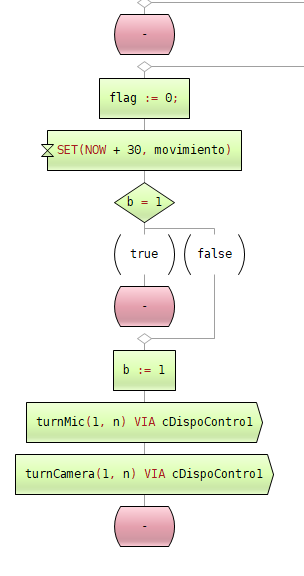 -
flag := 0;
SET(NOW + 30, movimiento)
b = 1
true
false
-
b := 1
turnMic(1, n) VIA cDispoControl
turnCamera(1, n) VIA cDispoControl
-